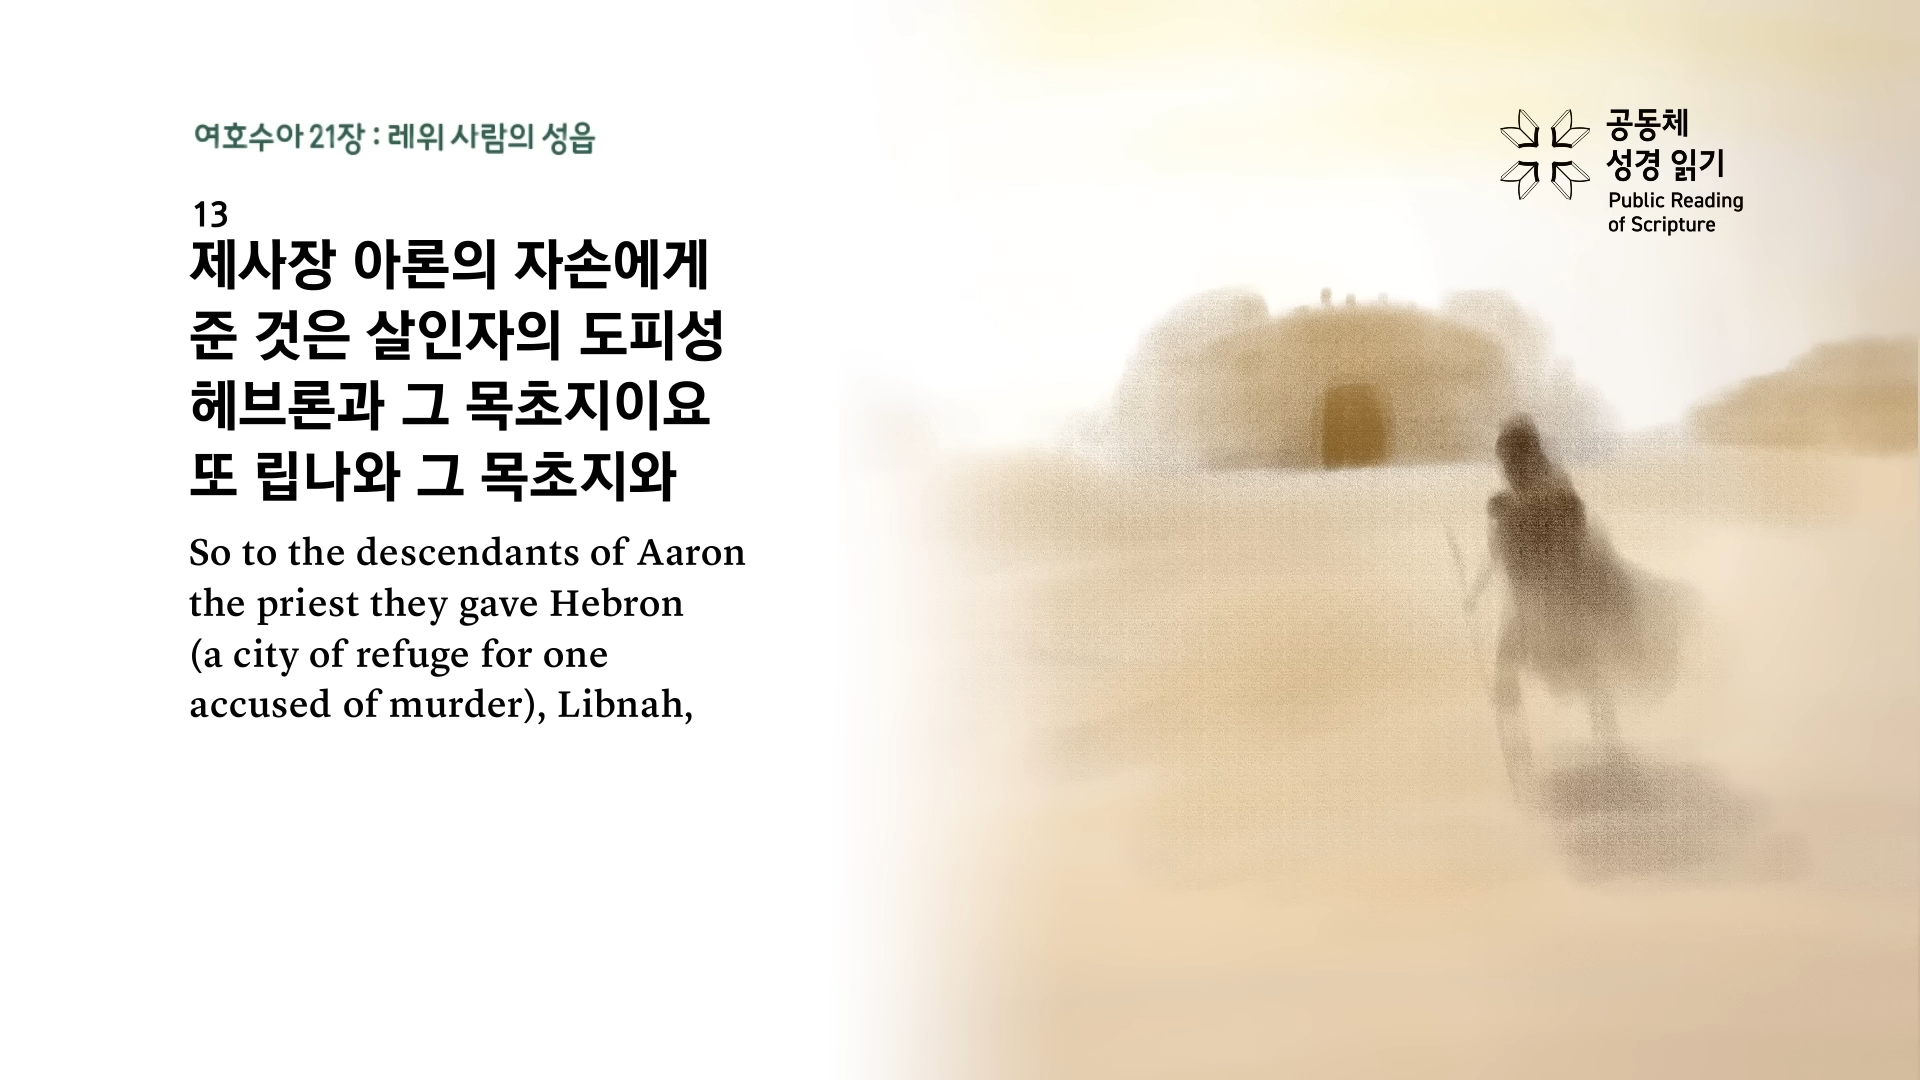 여호수아 21장 : 레위 사람의 성읍
13
제사장 아론의 자손에게
준 것은 살인자의 도피성
헤브론과 그 목초지이요
또 립나와 그 목초지와
So to the descendants of Aaron
the priest they gave Hebron
(a city of refuge for one
accused of murder), Libnah,
공동체
성경 읽기
Public Reading
of Scripture